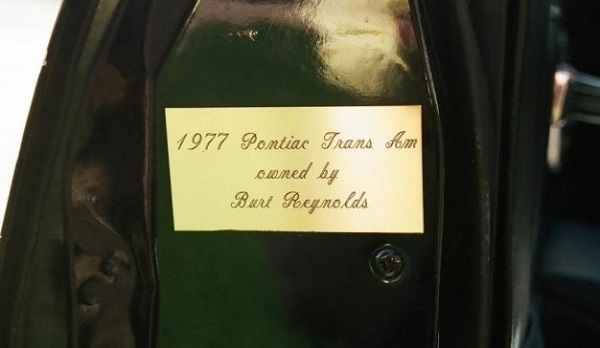 1977 Pontiac Trans Am
owned by
Burt Reynolds